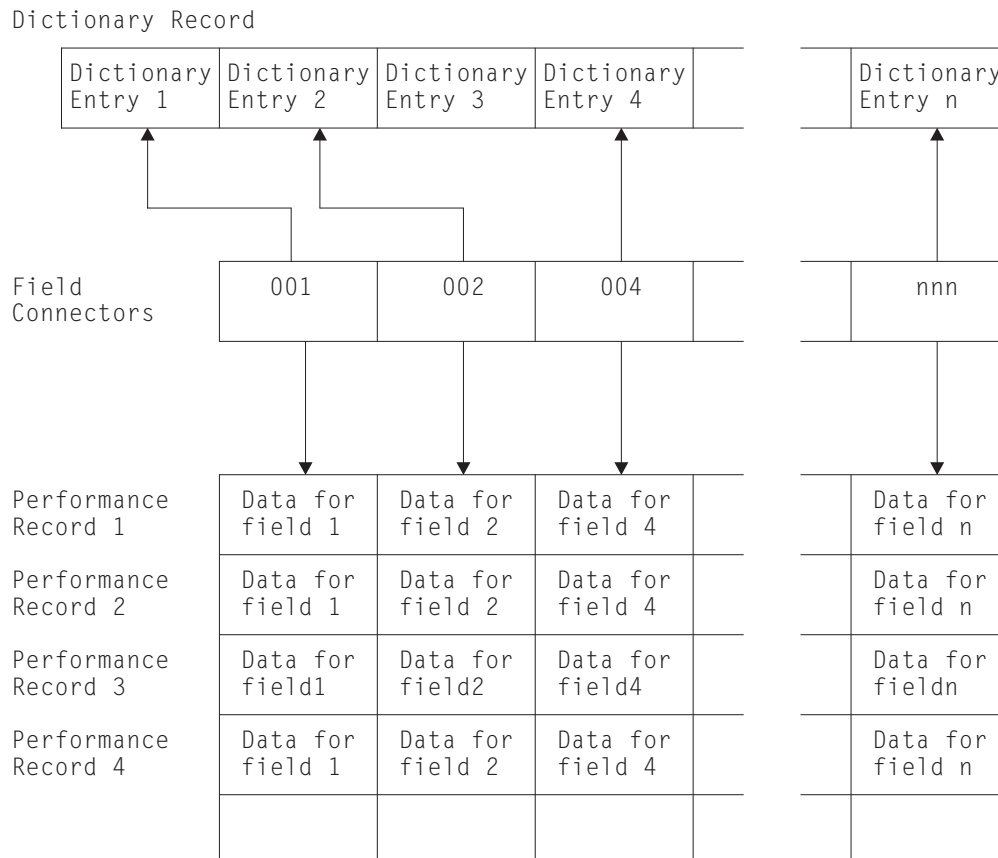 Dictionary Record
Dictionary Dictionary Dictionary Dictionary Dictionary
Entry 1 Entry 2 Entry 3 Entry 4 Entry n
Field 001 002 004 nnn
Connectors
Performance Data for Data for Data for Data for
Record 1 field 1 field 2 field 4 field n
Performance Data for Data for Data for Data for
Record 2 field 1 field 2 field 4 field n
Performance Data for Data for Data for Data for
Record 3 field1 field2 field4 fieldn
Performance Data for Data for Data for Data for
Record 4 field 1 field 2 field 4 field n